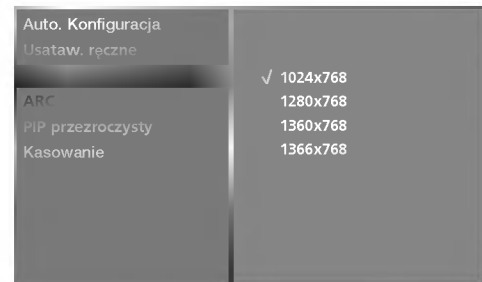 Auto. Konfiguracja
Usataw. ręczne
ARC
PIP przezroczysty
Kasowanie
√ 1024x768
1280x768
1360x768
1366x768